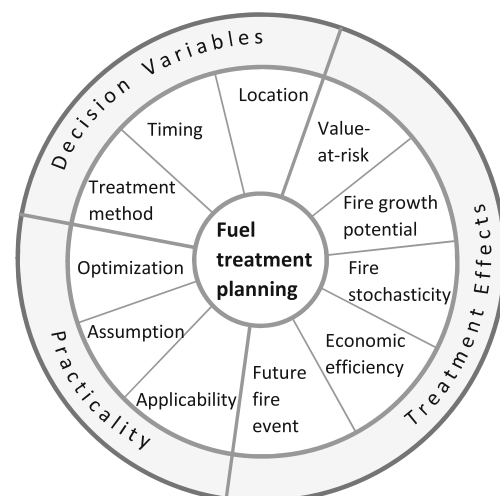 Decision Variables
Location
Timing
Treatment
method
Value-
at-risk
Fire growth
potential
Fire
stochasticity
Economic
efficiency
Future
fire
event
Treatment Effects
Optimization
Assumption
Applicability
Practicality
Fuel
treatment
planning